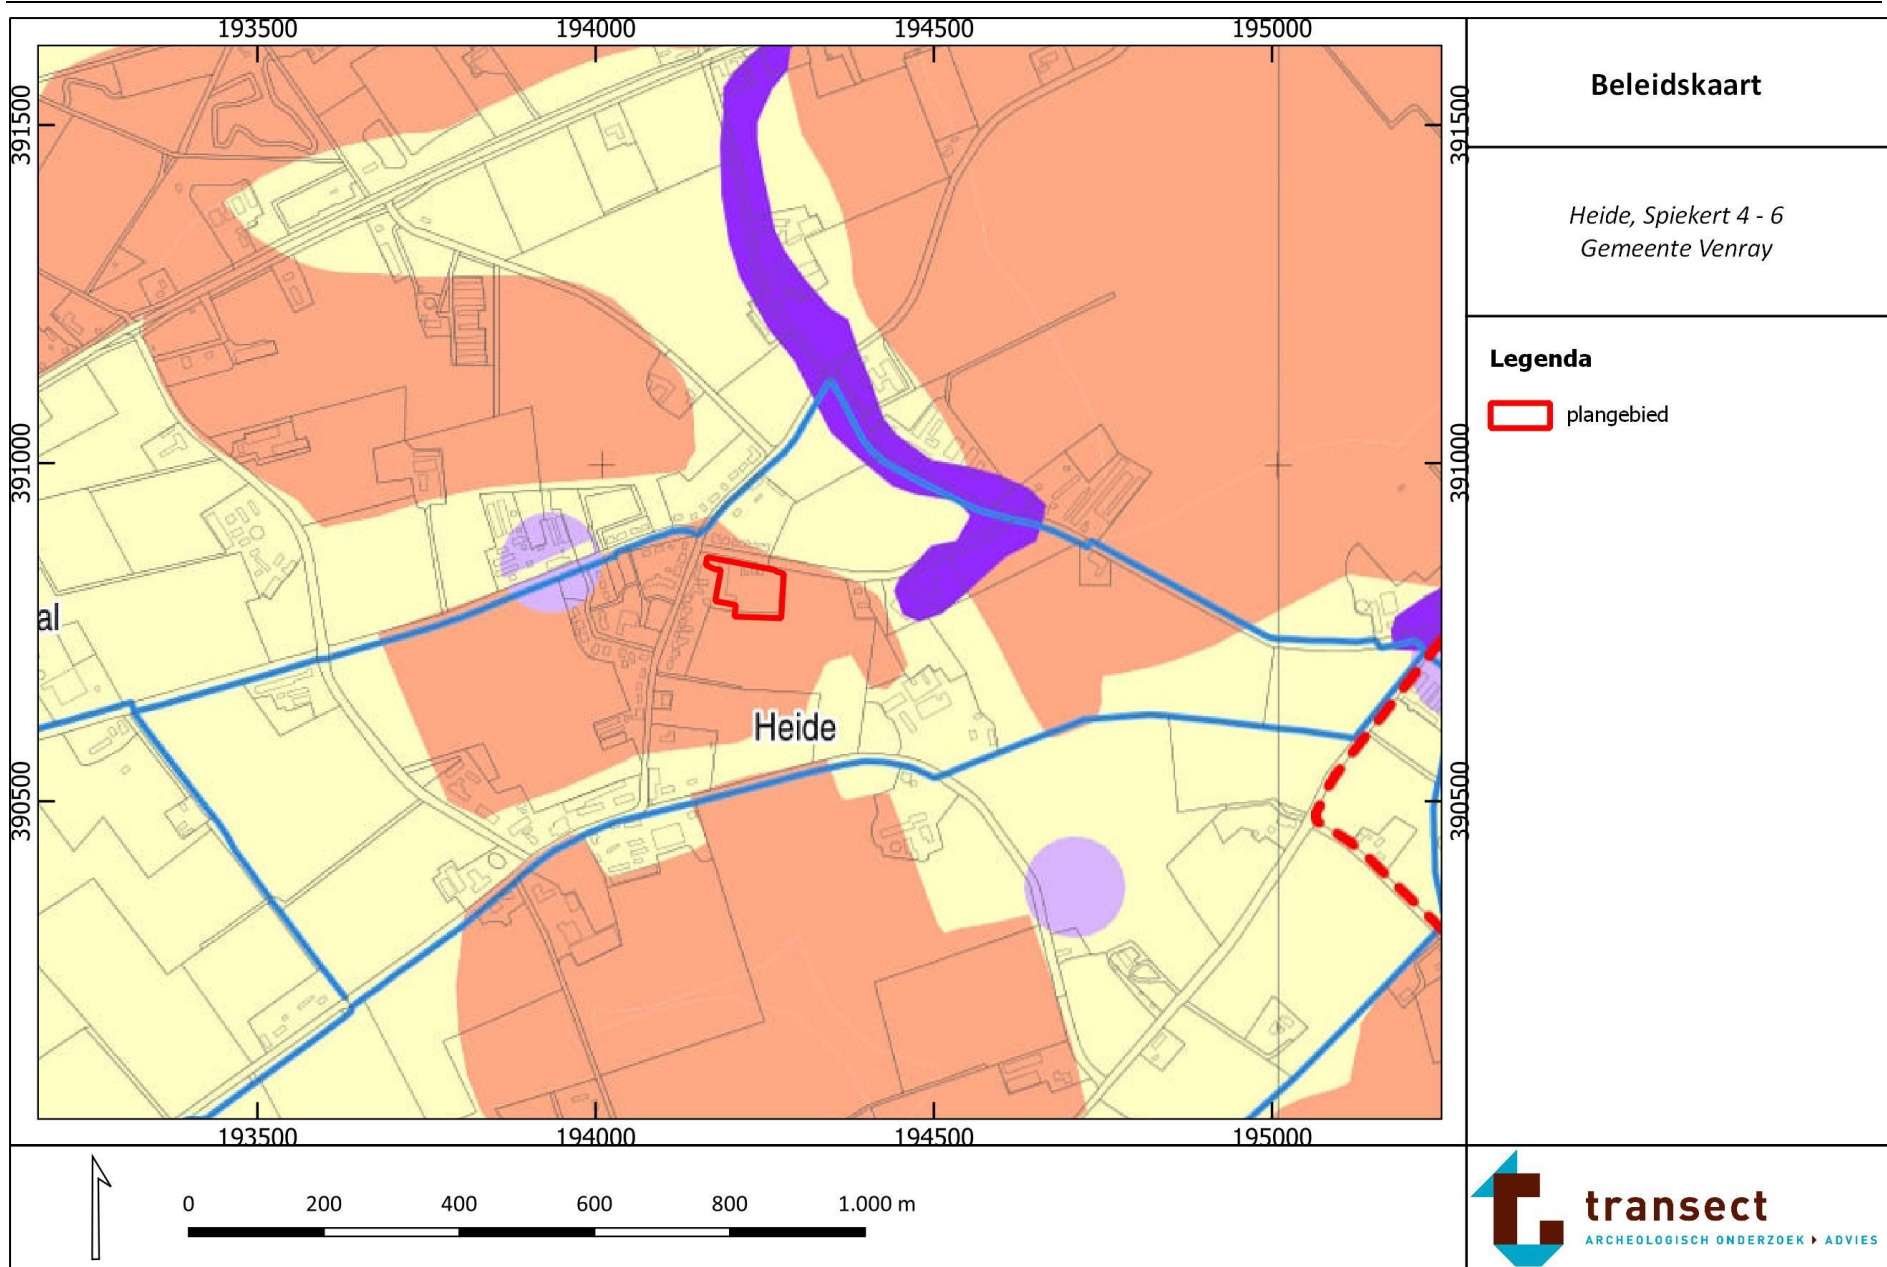 193500 194000 194500 195000
391500
391000
390500
391500
391000
390500
al
Heide
193500 194000 194500 195000
0 200 400 600 800 1.000 m
Beleidskaart
Heide, Spiekert 4 - 6
Gemeente Venray
Legenda
plangebied
transect
ARCHEOLOGISCH ONDERZOEK ▸ ADVIES